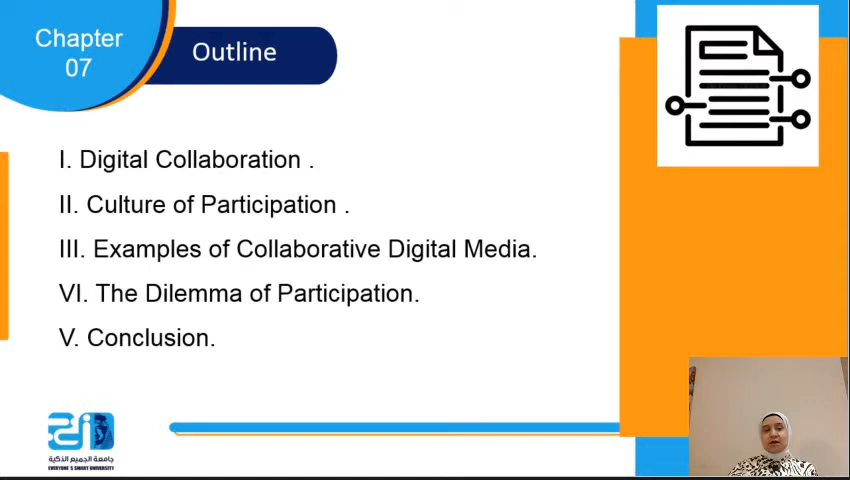 Chapter
07
Outline
I. Digital Collaboration .
II. Culture of Participation .
III. Examples of Collaborative Digital Media.
VI. The Dilemma of Participation.
V. Conclusion.
جامعة الجميع الذكية
EVERYONE'S SMART UNIVERSITY